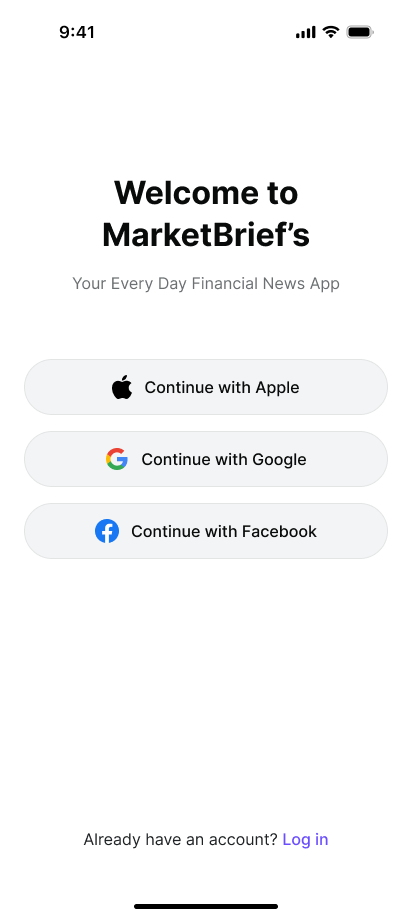 9:41
Welcome to
MarketBrief’s
Your Every Day Financial News App
Continue with Apple
Continue with Google
Continue with Facebook
Already have an account? Log in